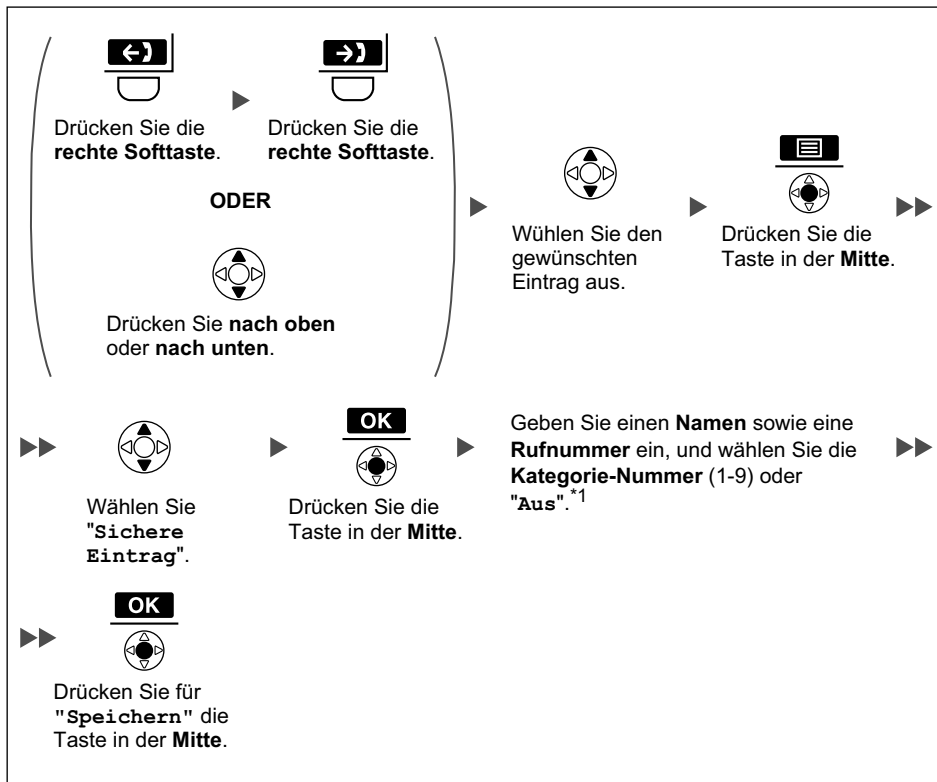 Drücken Sie die
rechte Softtaste.
Drücken Sie die
rechte Softtaste.
ODER
Drücken Sie nach oben
oder nach unten.
Wühlen Sie den
gewünschten
Eintrag aus.
Drücken Sie die
Taste in der Mitte.
Wählen Sie
"Sichere
Eintrag".
OK
Drücken Sie die
Taste in der Mitte.
Geben Sie einen Namen sowie eine
Rufnummer ein, und wählen Sie die
Kategorie-Nummer (1-9) oder
"Aus".*1
OK
Drücken Sie für
"Speichern" die
Taste in der Mitte.